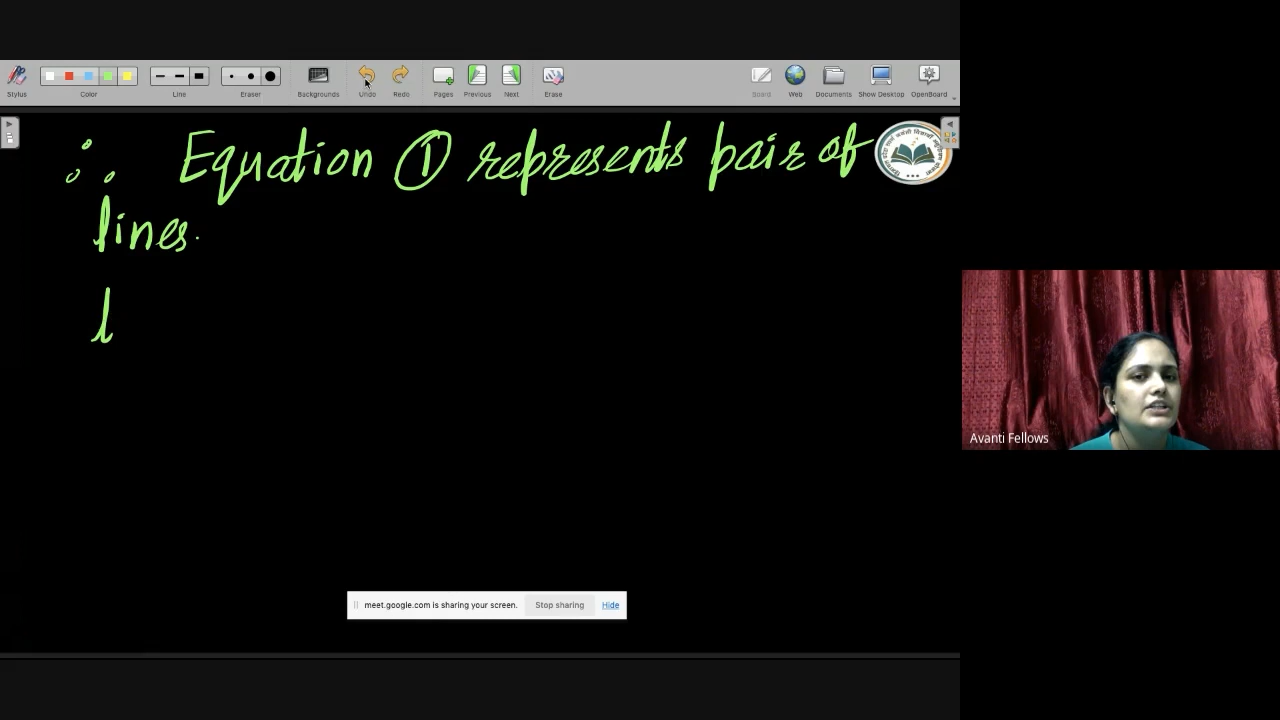 Stylus Color Line Eraser Backgrounds Undo Redo Pages Previous Next Erase Board Web Documents Show Desktop OpenBoard
∴ Equation ① represents pair of
lines.
l
Avanti Fellows
meet.google.com is sharing your screen. Stop sharing Hide